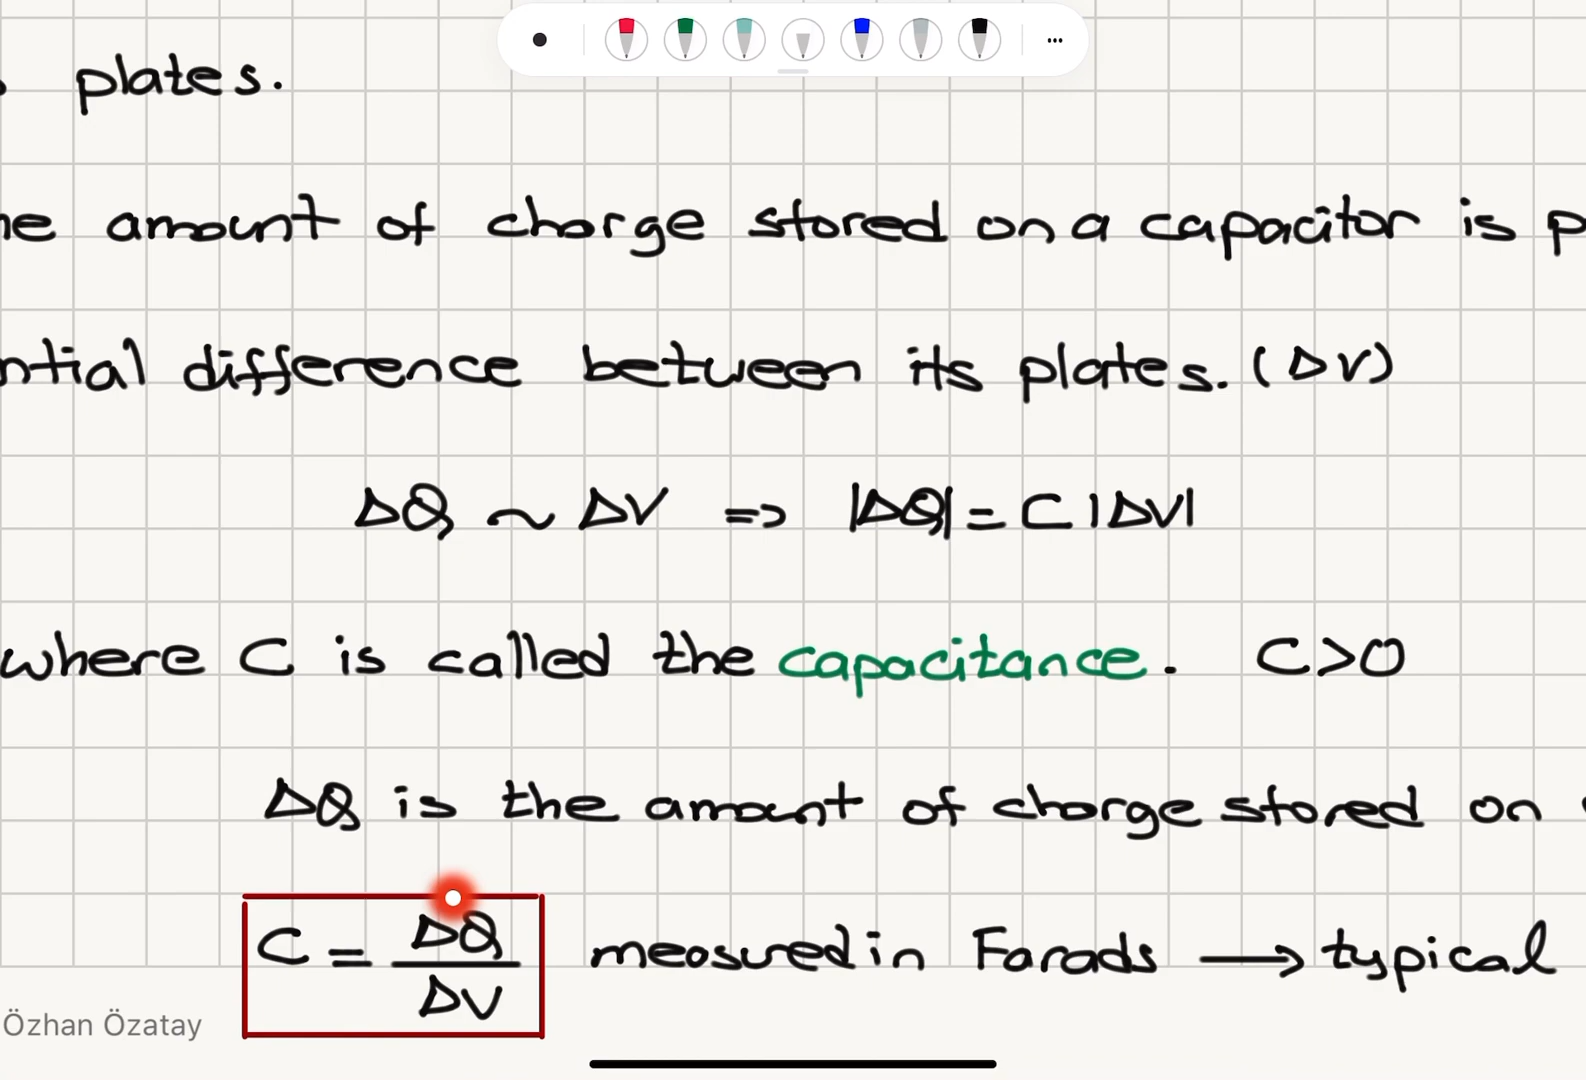 plates.
amount of charge stored on a capacitor is
difference between its plates. (ΔV)
ΔQ ~ ΔV => |ΔQ| = C |ΔV|
where C is called the capacitance. C>0
ΔQ is the amount of charge stored on
C = ΔQ/ΔV measured in Farads → typical
Özhan Özatay